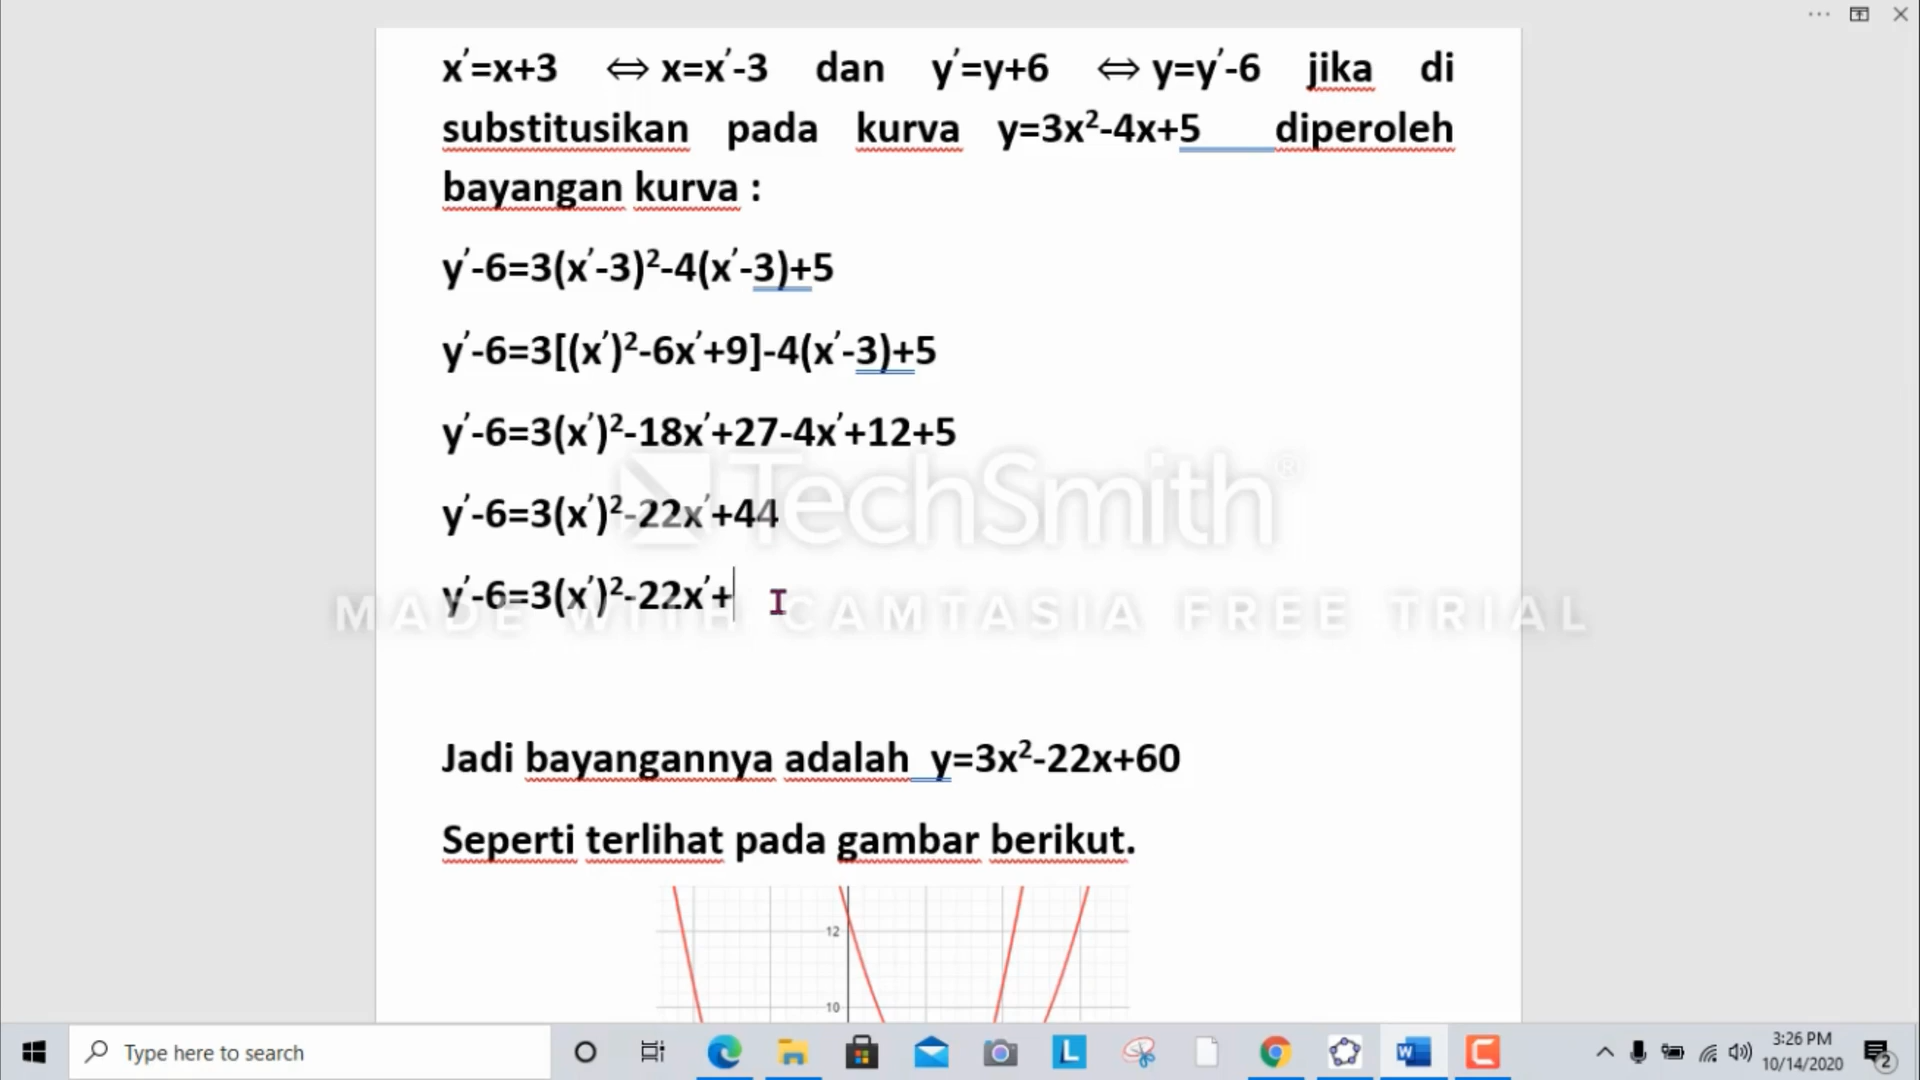 x′=x+3 ⇔ x=x′-3 dan y′=y+6 ⇔ y=y′-6 jika di
substitusikan pada kurva y=3x²-4x+5 diperoleh
bayangan kurva :
y′-6=3(x′-3)²-4(x′-3)+5
y′-6=3[(x′)²-6x′+9]-4(x′-3)+5
y′-6=3(x′)²-18x′+27-4x′+12+5
TechSmith®
y′-6=3(x′)²-22x′+44
y′-6=3(x′)²-22x′+
MADE WITH CAMTASIA FREE TRIAL
Jadi bayangannya adalah y=3x²-22x+60
Seperti terlihat pada gambar berikut.
12
10
Type here to search
3:26 PM
10/14/2020
2